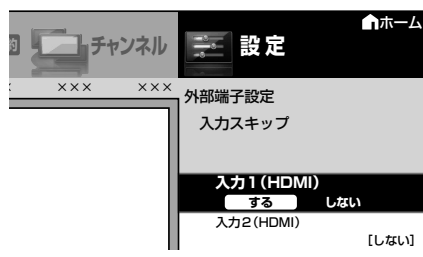 ホーム
的 チャンネル 設定
××× ×××
外部端子設定
入力スキップ
入力1(HDMI)
する しない
入力2(HDMI)
[しない]